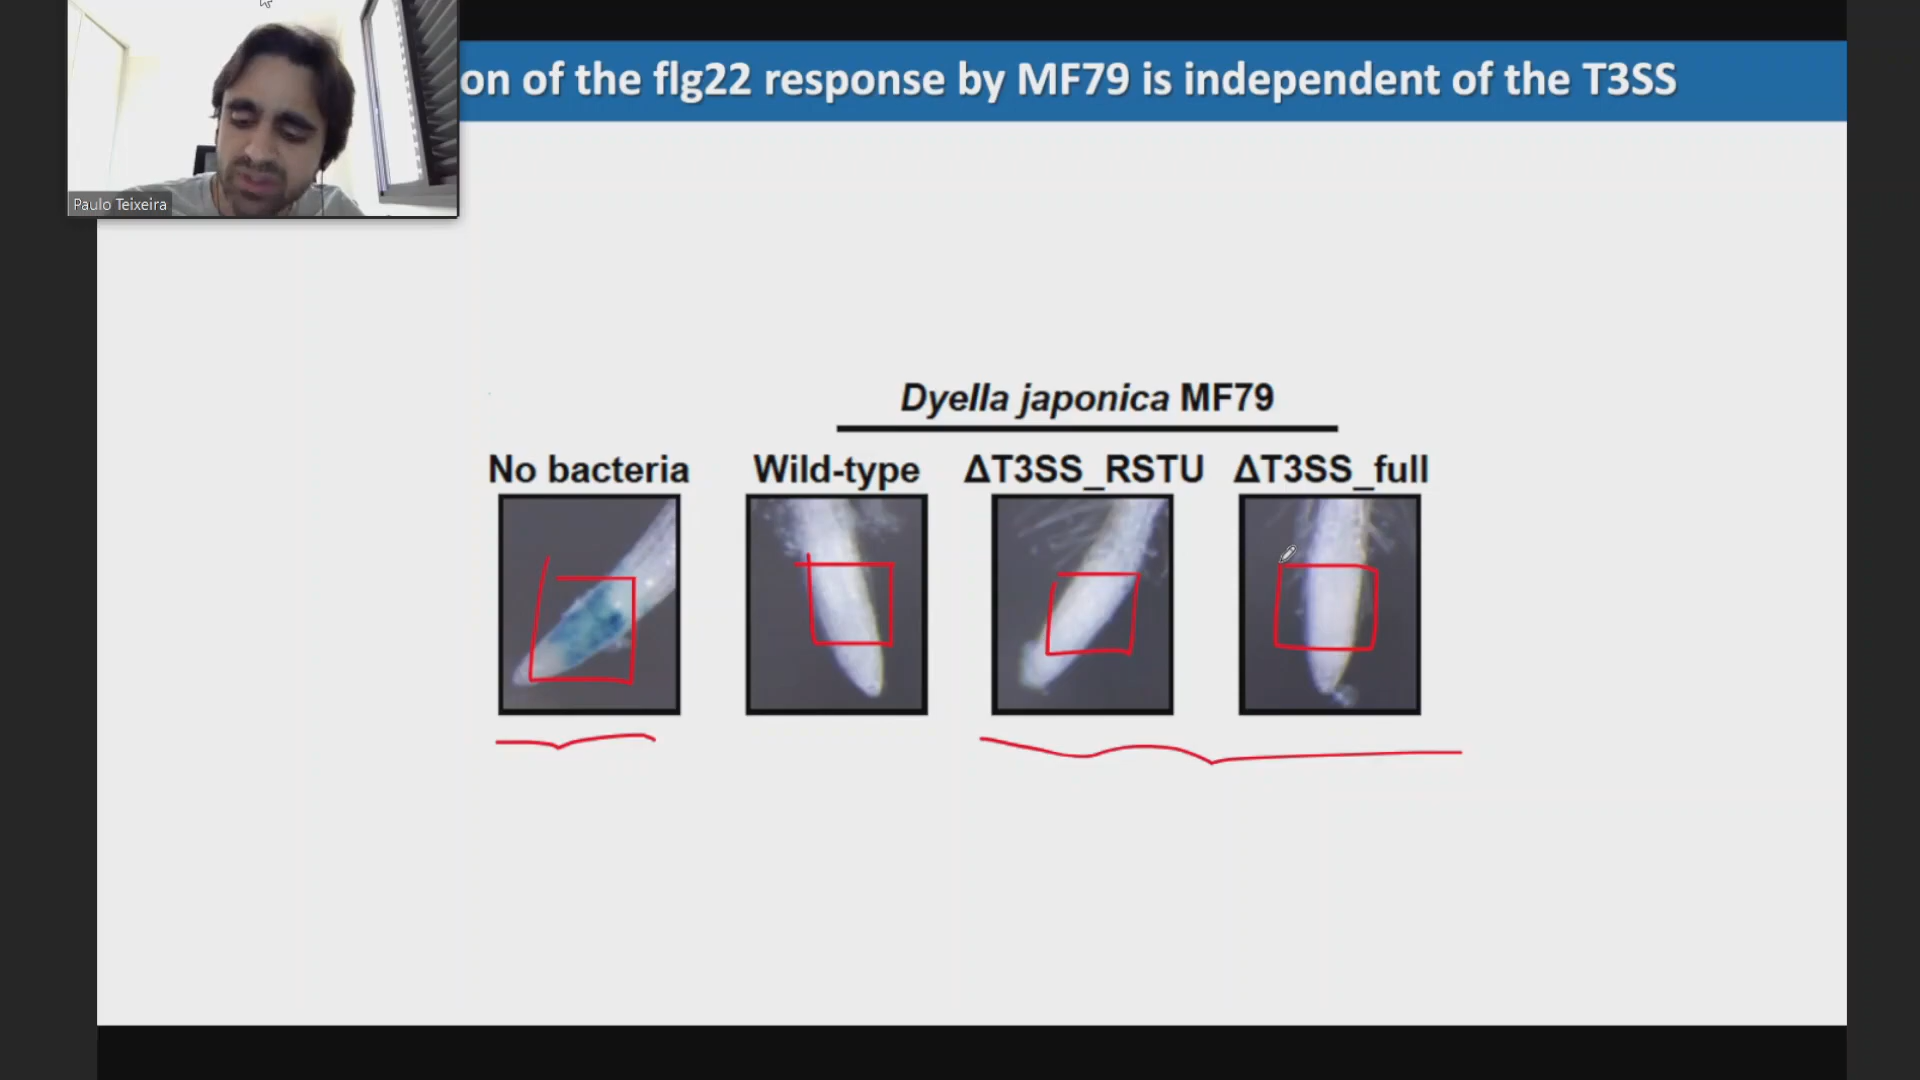 on of the flg22 response by MF79 is independent of the T3SS
Paulo Teixeira
Dyella japonica MF79
No bacteria
Wild-type
ΔT3SS_RSTU
ΔT3SS_full